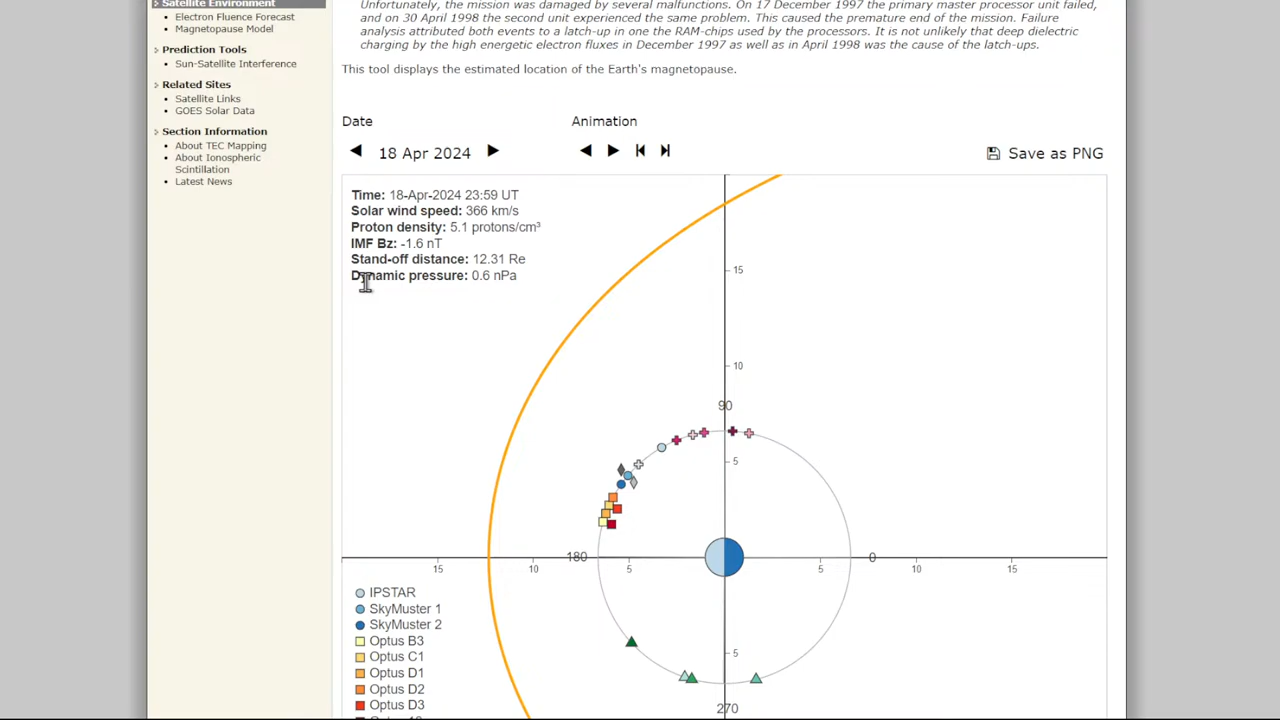 Satellite Environment
Electron Fluence Forecast
Magnetopause Model
Prediction Tools
Sun-Satellite Interference
Related Sites
Satellite Links
GOES Solar Data
Section Information
About TEC Mapping
About Ionospheric
Scintillation
Latest News
Unfortunately, the mission was damaged by several malfunctions. On 17 December 1997 the primary master processor unit failed,
and on 30 April 1998 the second unit experienced the same problem. This caused the premature end of the mission. Failure
analysis attributed both events to a latch-up in one the RAM-chips used by the processors. It is not unlikely that deep dielectric
charging by the high energetic electron fluxes in December 1997 as well as in April 1998 was the cause of the latch-ups.
This tool displays the estimated location of the Earth's magnetopause.
Date
Animation
18 Apr 2024
Save as PNG
Time: 18-Apr-2024 23:59 UT
Solar wind speed: 366 km/s
Proton density: 5.1 protons/cm³
IMF Bz: -1.6 nT
Stand-off distance: 12.31 Re
Dynamic pressure: 0.6 nPa
15
10
90
5
180
0
15
10
5
5
10
15
5
270
IPSTAR
SkyMuster 1
SkyMuster 2
Optus B3
Optus C1
Optus D1
Optus D2
Optus D3